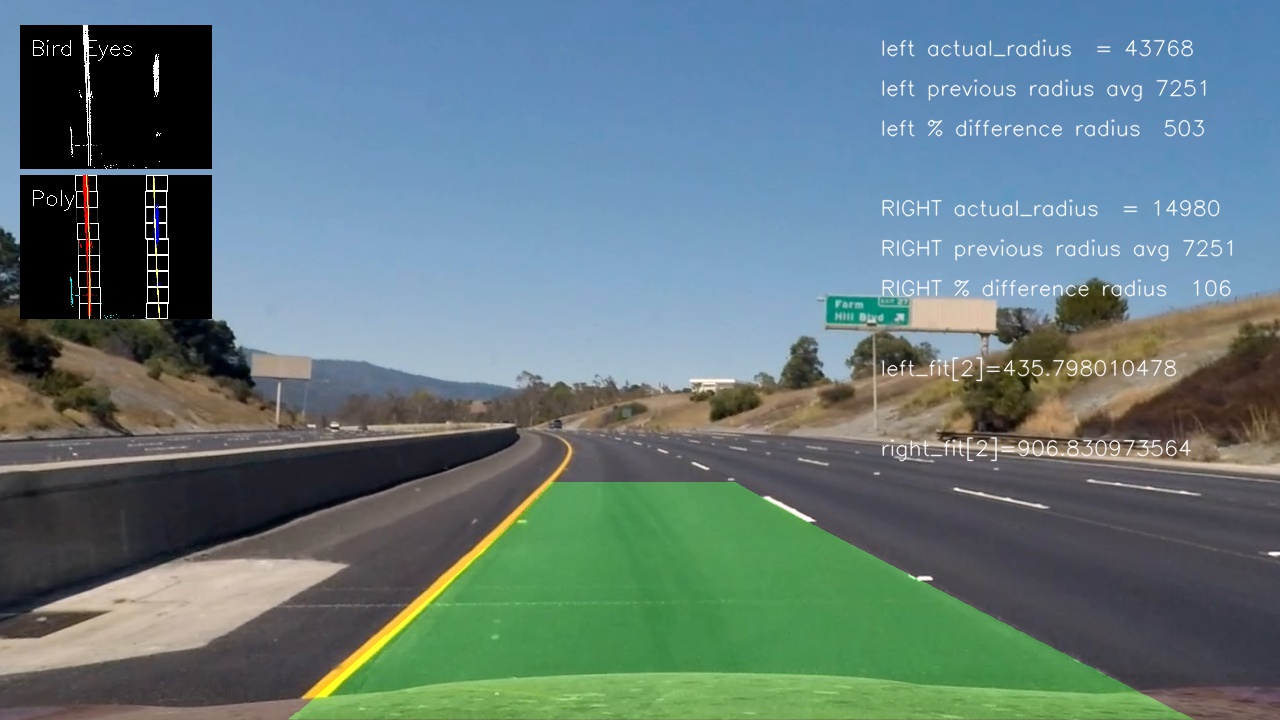 Bird Eyes
Poly
left actual_radius = 43768
left previous radius avg 7251
left % difference radius 503
RIGHT actual_radius = 14980
RIGHT previous radius avg 7251
RIGHT % difference radius 106
EXIT 27
Farm
Hill Blvd
left_fit[2]=435.798010478
right_fit[2]=906.830973564